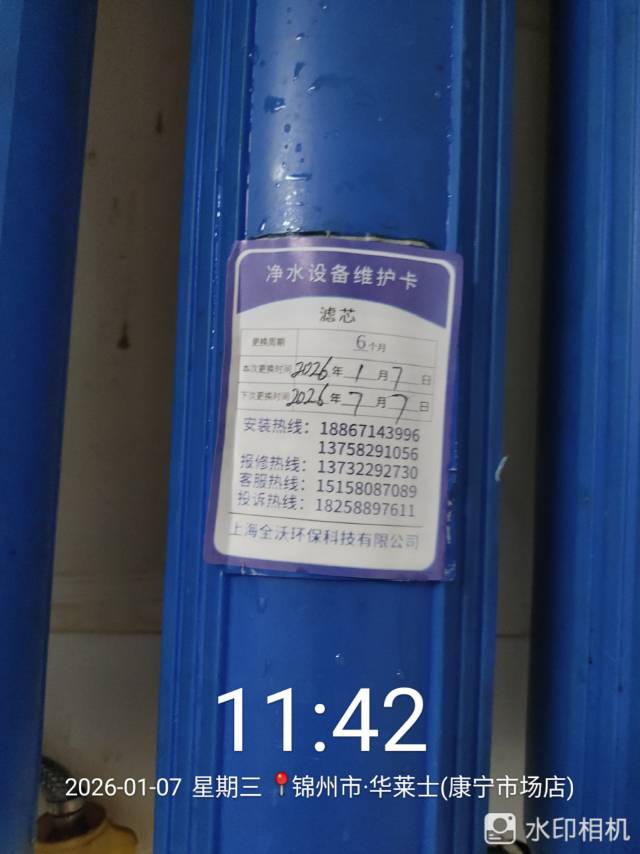 净水设备维护卡
滤芯
更换周期 6个月
本次更换时间 2026年 1月 7日
下次更换时间 2026年 7月 7日
安装热线：18867143996
13758291056
报修热线：13732292730
客服热线：15158087089
投诉热线：18258897611
上海全沃环保科技有限公司
11:42
2026-01-07 星期三 锦州市·华莱士(康宁市场店)
水印相机